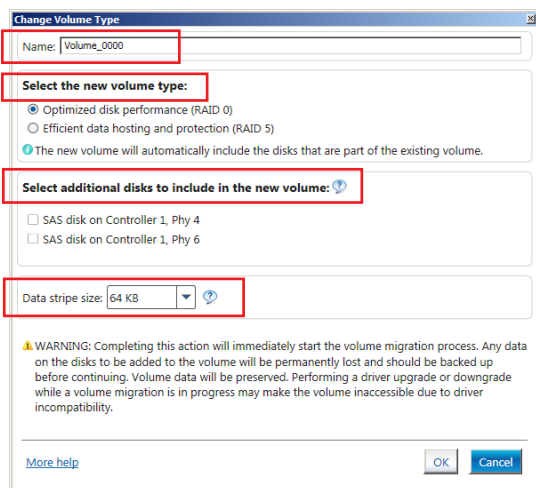 Change Volume Type
Name: Volume_0000
Select the new volume type:
Optimized disk performance (RAID 0)
Efficient data hosting and protection (RAID 5)
The new volume will automatically include the disks that are part of the existing volume.
Select additional disks to include in the new volume:
SAS disk on Controller 1, Phy 4
SAS disk on Controller 1, Phy 6
Data stripe size: 64 KB
WARNING: Completing this action will immediately start the volume migration process. Any data
on the disks to be added to the volume will be permanently lost and should be backed up
before continuing. Volume data will be preserved. Performing a driver upgrade or downgrade
while a volume migration is in progress may make the volume inaccessible due to driver
incompatibility.
More help OK Cancel